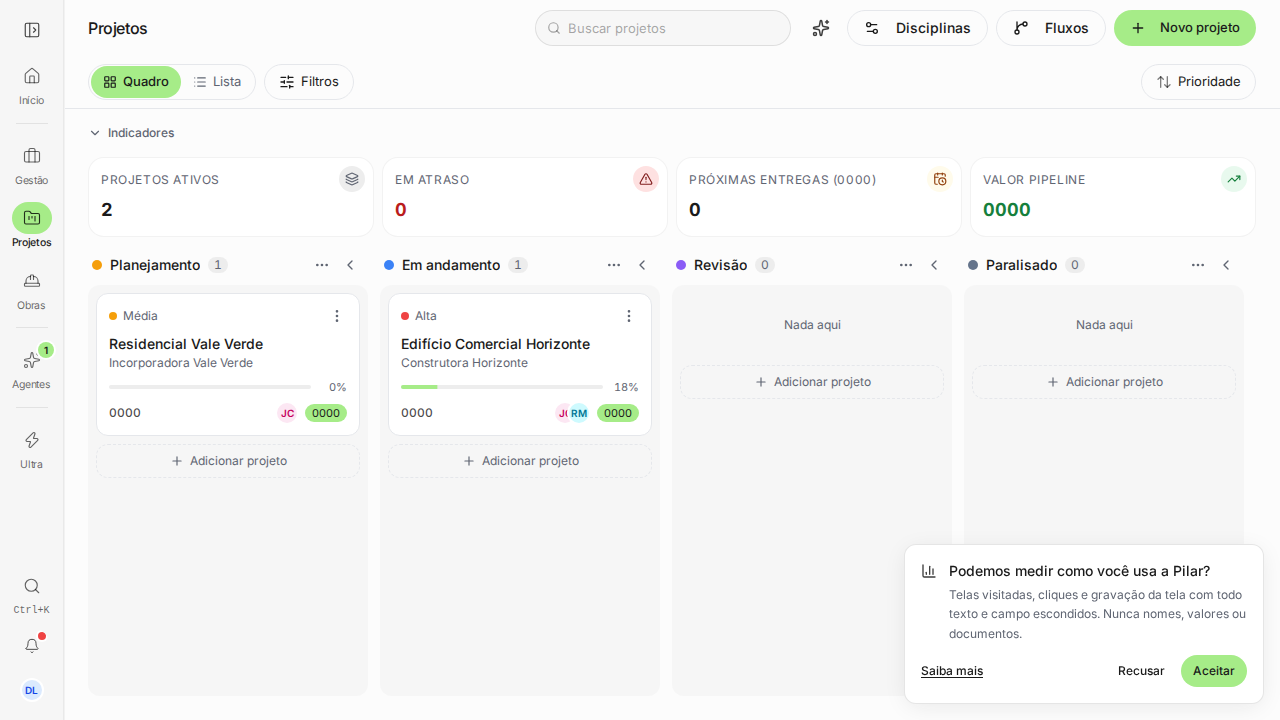 Projetos
Buscar projetos
Disciplinas
Fluxos
Novo projeto
Início
Gestão
Projetos
Obras
1
Agentes
Ultra
Ctrl+K
DL
Quadro
Lista
Filtros
Prioridade
Indicadores
PROJETOS ATIVOS
2
EM ATRASO
0
PRÓXIMAS ENTREGAS (0000)
0
VALOR PIPELINE
0000
Planejamento 1
Média
Residencial Vale Verde
Incorporadora Vale Verde
0%
0000 JC 0000
Adicionar projeto
Em andamento 1
Alta
Edifício Comercial Horizonte
Construtora Horizonte
18%
0000 JC RM 0000
Adicionar projeto
Revisão 0
Nada aqui
Adicionar projeto
Paralisado 0
Nada aqui
Adicionar projeto
Podemos medir como você usa a Pilar?
Telas visitadas, cliques e gravação da tela com todo
texto e campo escondidos. Nunca nomes, valores ou
documentos.
Saiba mais
Recusar
Aceitar